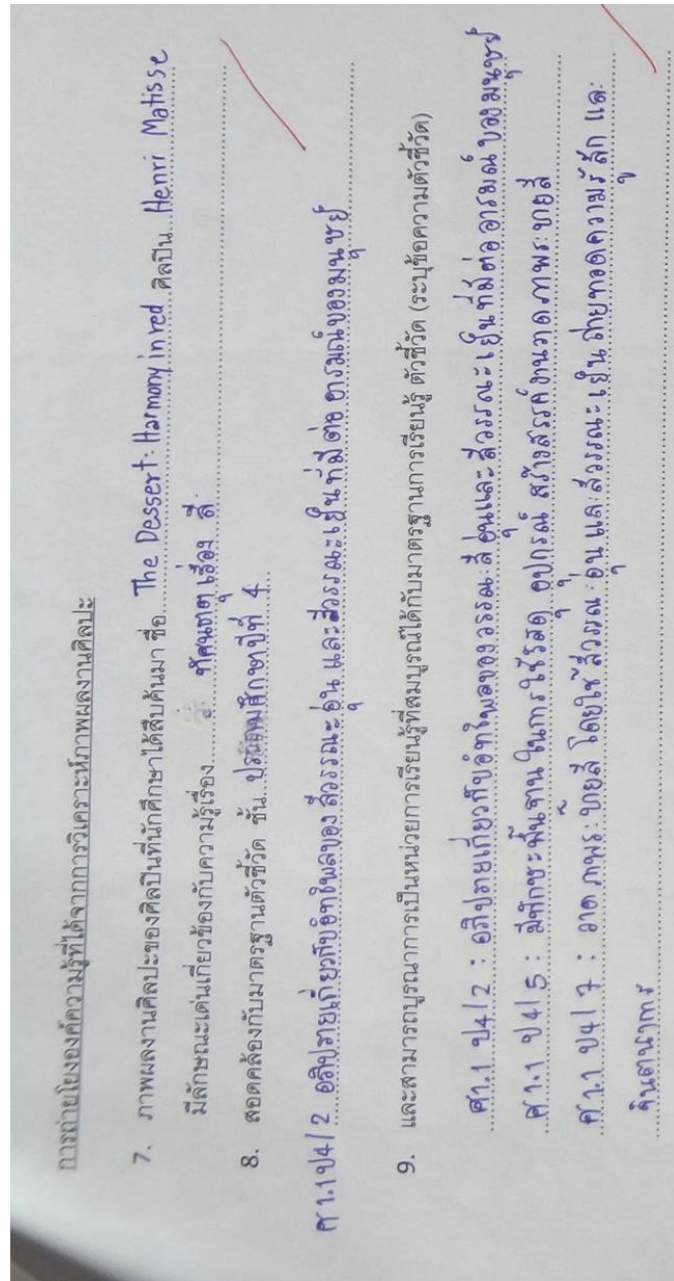 การถ่ายโยงองค์ความรู้ที่ได้จากการวิเคราะห์ภาพผลงานศิลปะ
7. ภาพผลงานศิลปะของศิลปินที่นักศึกษาได้สืบค้นมา ชื่อ...The Dessert: Harmony in red...ศิลปิน...Henri Matisse
มีลักษณะเด่นเกี่ยวข้องกับความรู้เรื่อง.......ทัศนธาตุ เรื่อง สี
8. สอดคล้องกับมาตรฐานตัวชี้วัด ชั้น...ประถมศึกษาปีที่ 4...
ศ 1.1 ป4/2 อภิปรายเกี่ยวกับอิทธิพลของ สีวรรณะอุ่น และสีวรรณะเย็นที่มีต่อ อารมณ์ของมนุษย์
9. และสามารถบูรณาการเป็นหน่วยการเรียนรู้ที่สมบูรณ์ได้กับมาตรฐานการเรียนรู้ ตัวชี้วัด (ระบุข้อความตัวชี้วัด)
ศ1.1 ป4/2 : อภิปรายเกี่ยวกับอิทธิพลของวรรณะสี อุ่นและสีวรรณะเย็นที่มีต่อ อารมณ์ ของมนุษย์
ศ1.1 ป4/5 : มีทักษะพื้นฐาน ในการใช้วัสดุ อุปกรณ์ สร้างสรรค์งานวาดภาพระบายสี
ศ1.1 ป4/7 : วาด ภาพระบายสี โดยใช้ สีวรรณะอุ่น และ สีวรรณะเย็น ถ่ายทอดความรู้สึก และ
จินตนาการ